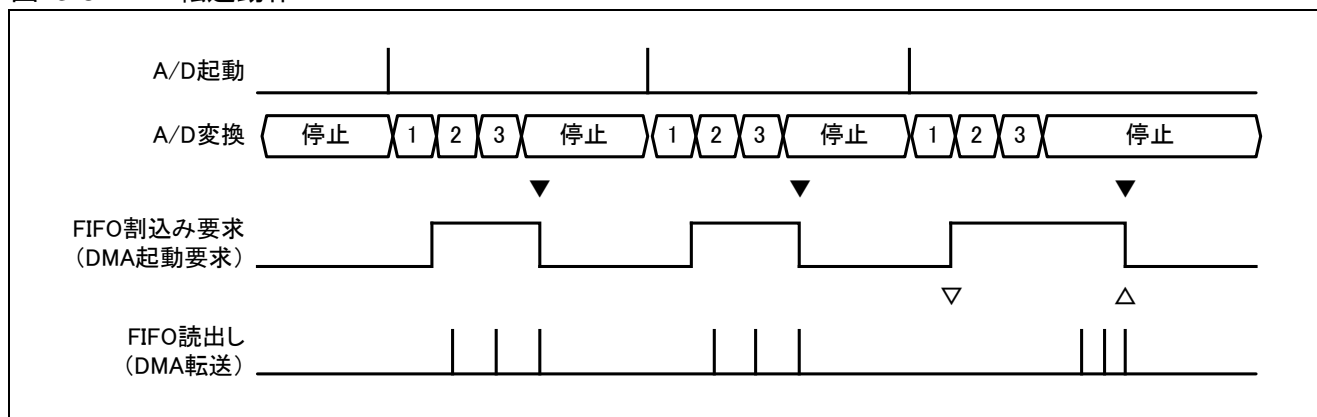 A/D起動
A/D変換 停止 1 2 3 停止 1 2 3 停止 1 2 3 停止
▼ ▼ ▼
FIFO割込み要求
（DMA起動要求）
▽ △
FIFO読出し
（DMA転送）